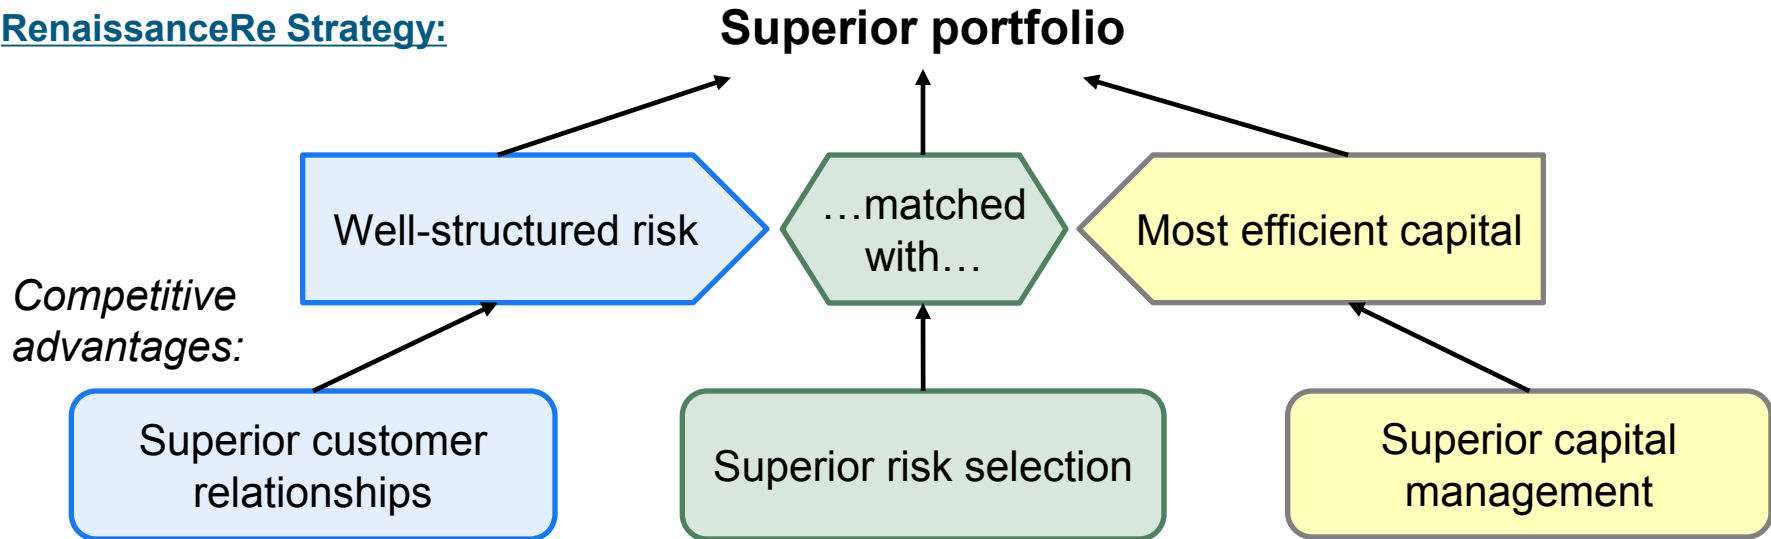 RenaissanceRe Strategy:
Superior portfolio
Well-structured risk
…matched
with…
Most efficient capital
Competitive
advantages:
Superior customer
relationships
Superior risk selection
Superior capital
management